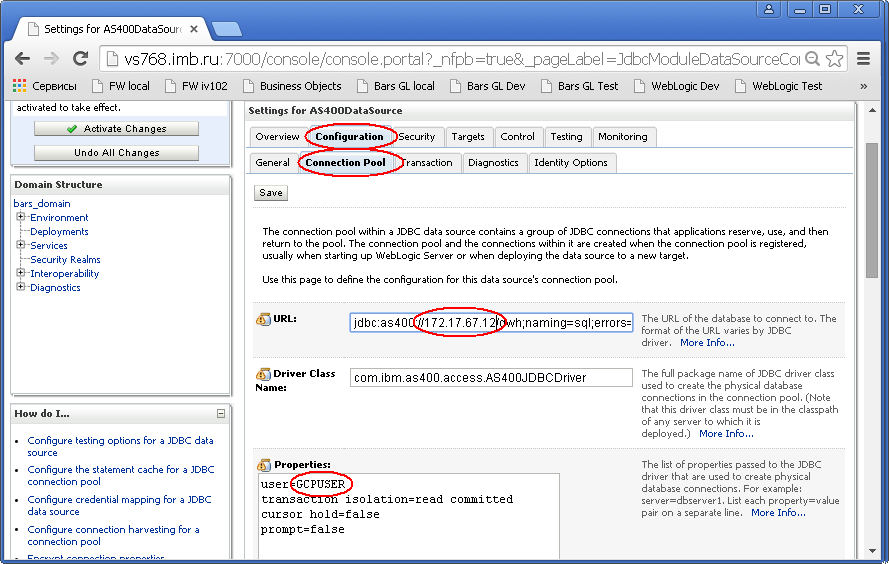 Settings for AS400DataSourc
vs768.imb.ru:7000/console/console.portal?_nfpb=true&_pageLabel=JdbcModuleDataSourceCo
Сервисы FW local FW iv102 Business Objects Bars GL local Bars GL Dev Bars GL Test WebLogic Dev WebLogic Test »
activated to take effect.
Activate Changes
Undo All Changes
Domain Structure
bars_domain
Environment
Deployments
Services
Security Realms
Interoperability
Diagnostics
How do I...
Configure testing options for a JDBC data
source
Configure the statement cache for a JDBC
connection pool
Configure credential mapping for a JDBC
data source
Configure connection harvesting for a
connection pool
Encrypt connection properties
Settings for AS400DataSource
Overview Configuration Security Targets Control Testing Monitoring
General Connection Pool Transaction Diagnostics Identity Options
Save
The connection pool within a JDBC data source contains a group of JDBC connections that applications reserve, use, and then
return to the pool. The connection pool and the connections within it are created when the connection pool is registered,
usually when starting up WebLogic Server or when deploying the data source to a new target.
Use this page to define the configuration for this data source's connection pool.
URL:
jdbc:as400://172.17.67.12/dwh;naming=sql;errors=
The URL of the database to connect to. The
format of the URL varies by JDBC
driver. More Info...
Driver Class
Name:
com.ibm.as400.access.AS400JDBCDriver
The full package name of JDBC driver class
used to create the physical database
connections in the connection pool. (Note
that this driver class must be in the classpath
of any server to which it is
deployed.) More Info...
Properties:
user=GCPUSER
transaction isolation=read committed
cursor hold=false
prompt=false
The list of properties passed to the JDBC
driver that are used to create physical
database connections. For example:
server=dbserver1. List each property=value
pair on a separate line. More Info...